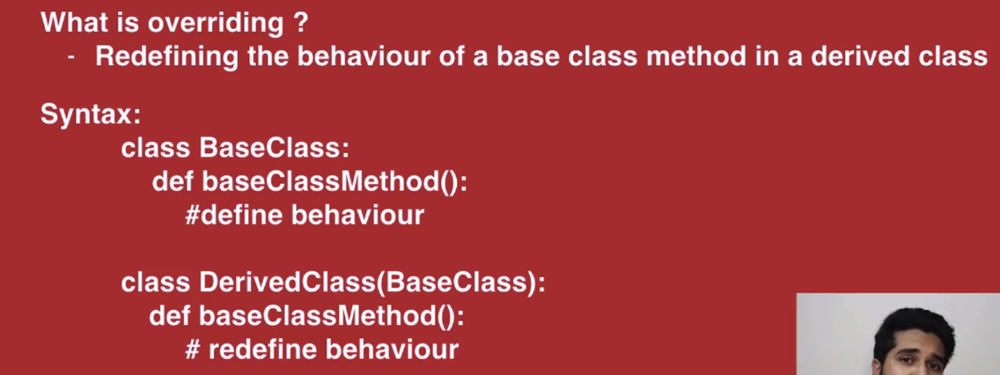 What is overriding ?
- Redefining the behaviour of a base class method in a derived class
Syntax:
class BaseClass:
def baseClassMethod():
#define behaviour
class DerivedClass(BaseClass):
def baseClassMethod():
# redefine behaviour